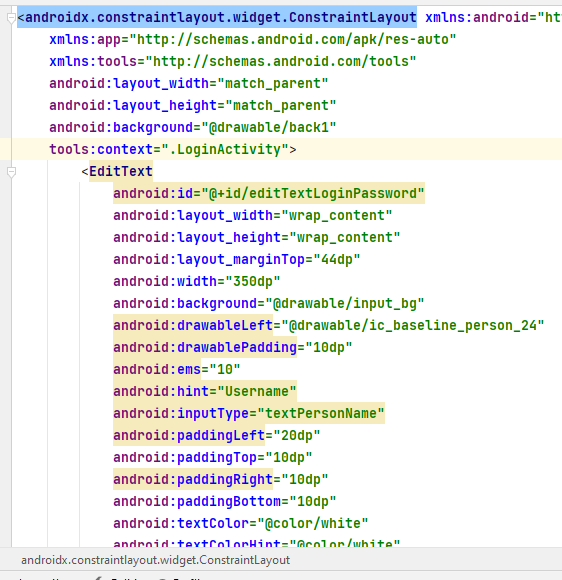 <androidx.constraintlayout.widget.ConstraintLayout xmlns:android="ht
xmlns:app="http://schemas.android.com/apk/res-auto"
xmlns:tools="http://schemas.android.com/tools"
android:layout_width="match_parent"
android:layout_height="match_parent"
android:background="@drawable/back1"
tools:context=".LoginActivity">
<EditText
android:id="@+id/editTextLoginPassword"
android:layout_width="wrap_content"
android:layout_height="wrap_content"
android:layout_marginTop="44dp"
android:width="350dp"
android:background="@drawable/input_bg"
android:drawableLeft="@drawable/ic_baseline_person_24"
android:drawablePadding="10dp"
android:ems="10"
android:hint="Username"
android:inputType="textPersonName"
android:paddingLeft="20dp"
android:paddingTop="10dp"
android:paddingRight="10dp"
android:paddingBottom="10dp"
android:textColor="@color/white"
android:textColorHint="@color/white"
androidx.constraintlayout.widget.ConstraintLayout